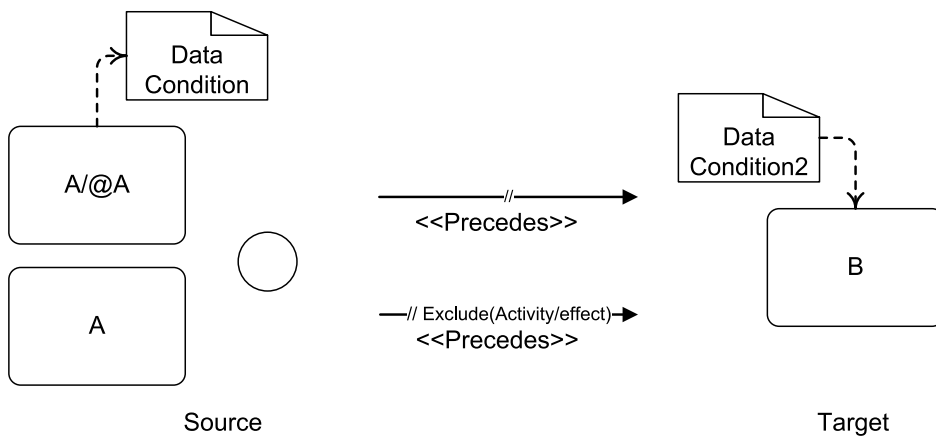 Data
Condition
A/@A
A
//
<<Precedes>>
// Exclude(Activity/effect)
<<Precedes>>
Data
Condition2
B
Source
Target